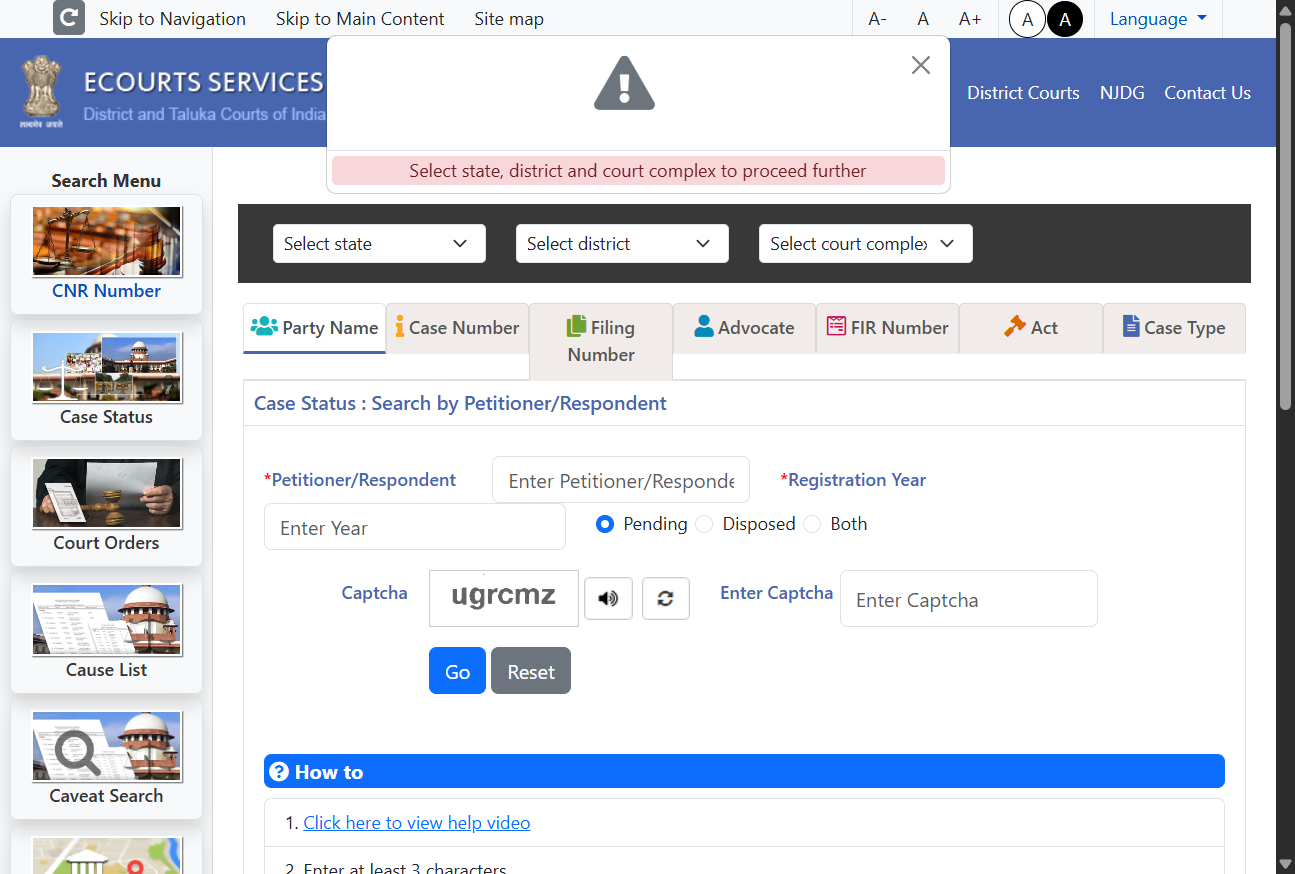 Skip to Navigation
Skip to Main Content
Site map
A-
A
A+
A
A
Language
ECOURTS SERVICES
District and Taluka Courts of India
सत्यमेव जयते
District Courts
NJDG
Contact Us
Select state, district and court complex to proceed further
Search Menu
CNR Number
Case Status
Court Orders
Cause List
Caveat Search
Select state
Select district
Select court complex
Party Name
Case Number
Filing
Number
Advocate
FIR Number
Act
Case Type
Case Status : Search by Petitioner/Respondent
*Petitioner/Respondent
Enter Petitioner/Responde
*Registration Year
Enter Year
Pending
Disposed
Both
Captcha
ugrcmz
Enter Captcha
Enter Captcha
Go
Reset
How to
1. Click here to view help video
2. Enter at least 3 characters